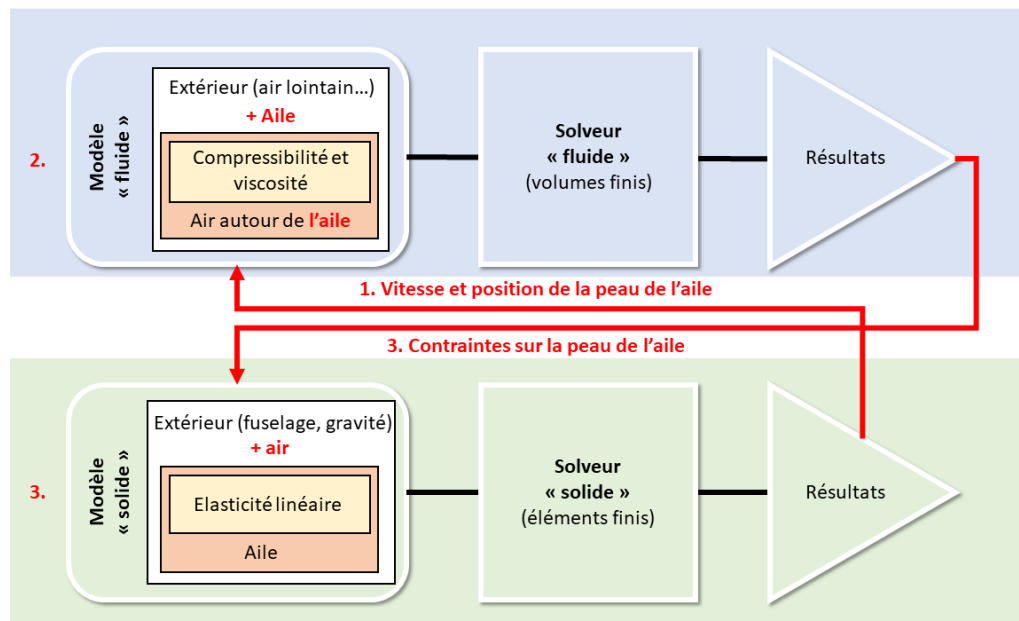 2.
Modèle
« fluide »
Extérieur (air lointain...)
+ Aile
Compressibilité et
viscosité
Air autour de l'aile
Solveur
« fluide »
(volumes finis)
Résultats
1. Vitesse et position de la peau de l'aile
3. Contraintes sur la peau de l'aile
3.
Modèle
« solide »
Extérieur (fuselage, gravité)
+ air
Elasticité linéaire
Aile
Solveur
« solide »
(éléments finis)
Résultats